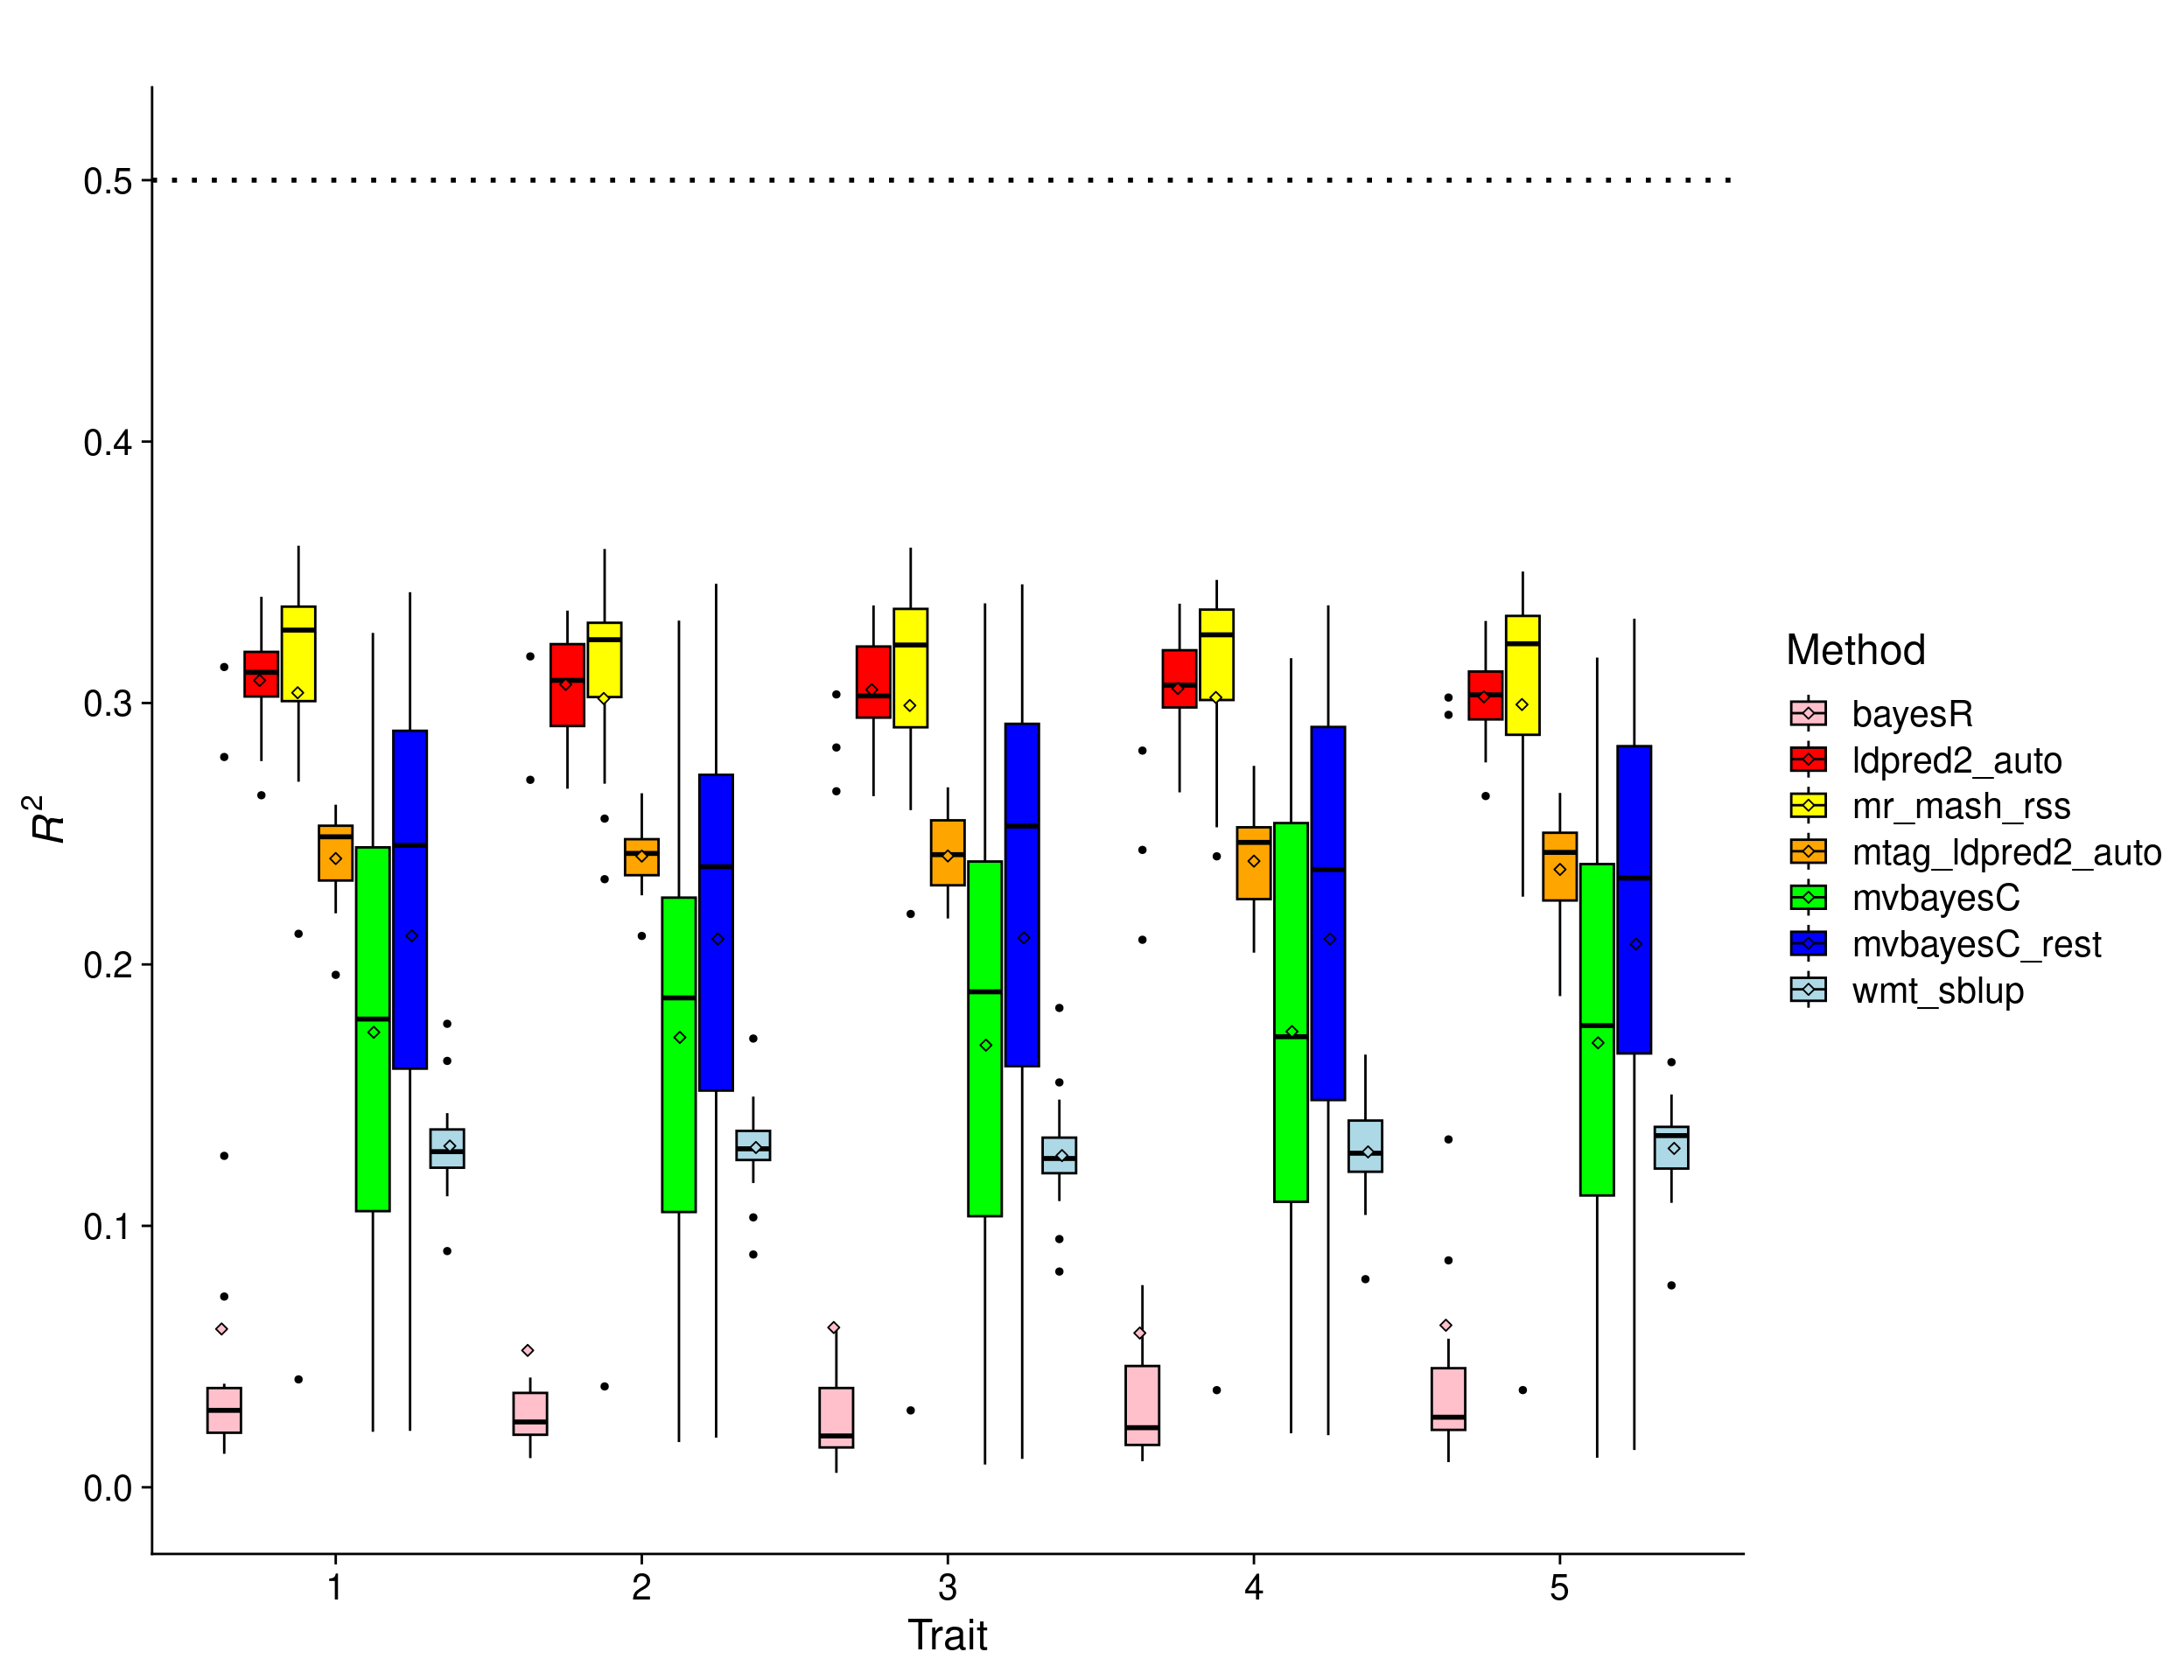 0.5
0.4
0.3
0.2
0.1
0.0
R²
1 2 3 4 5
Trait
Method
bayesR
ldpred2_auto
mr_mash_rss
mtag_ldpred2_auto
mvbayesC
mvbayesC_rest
wmt_sblup